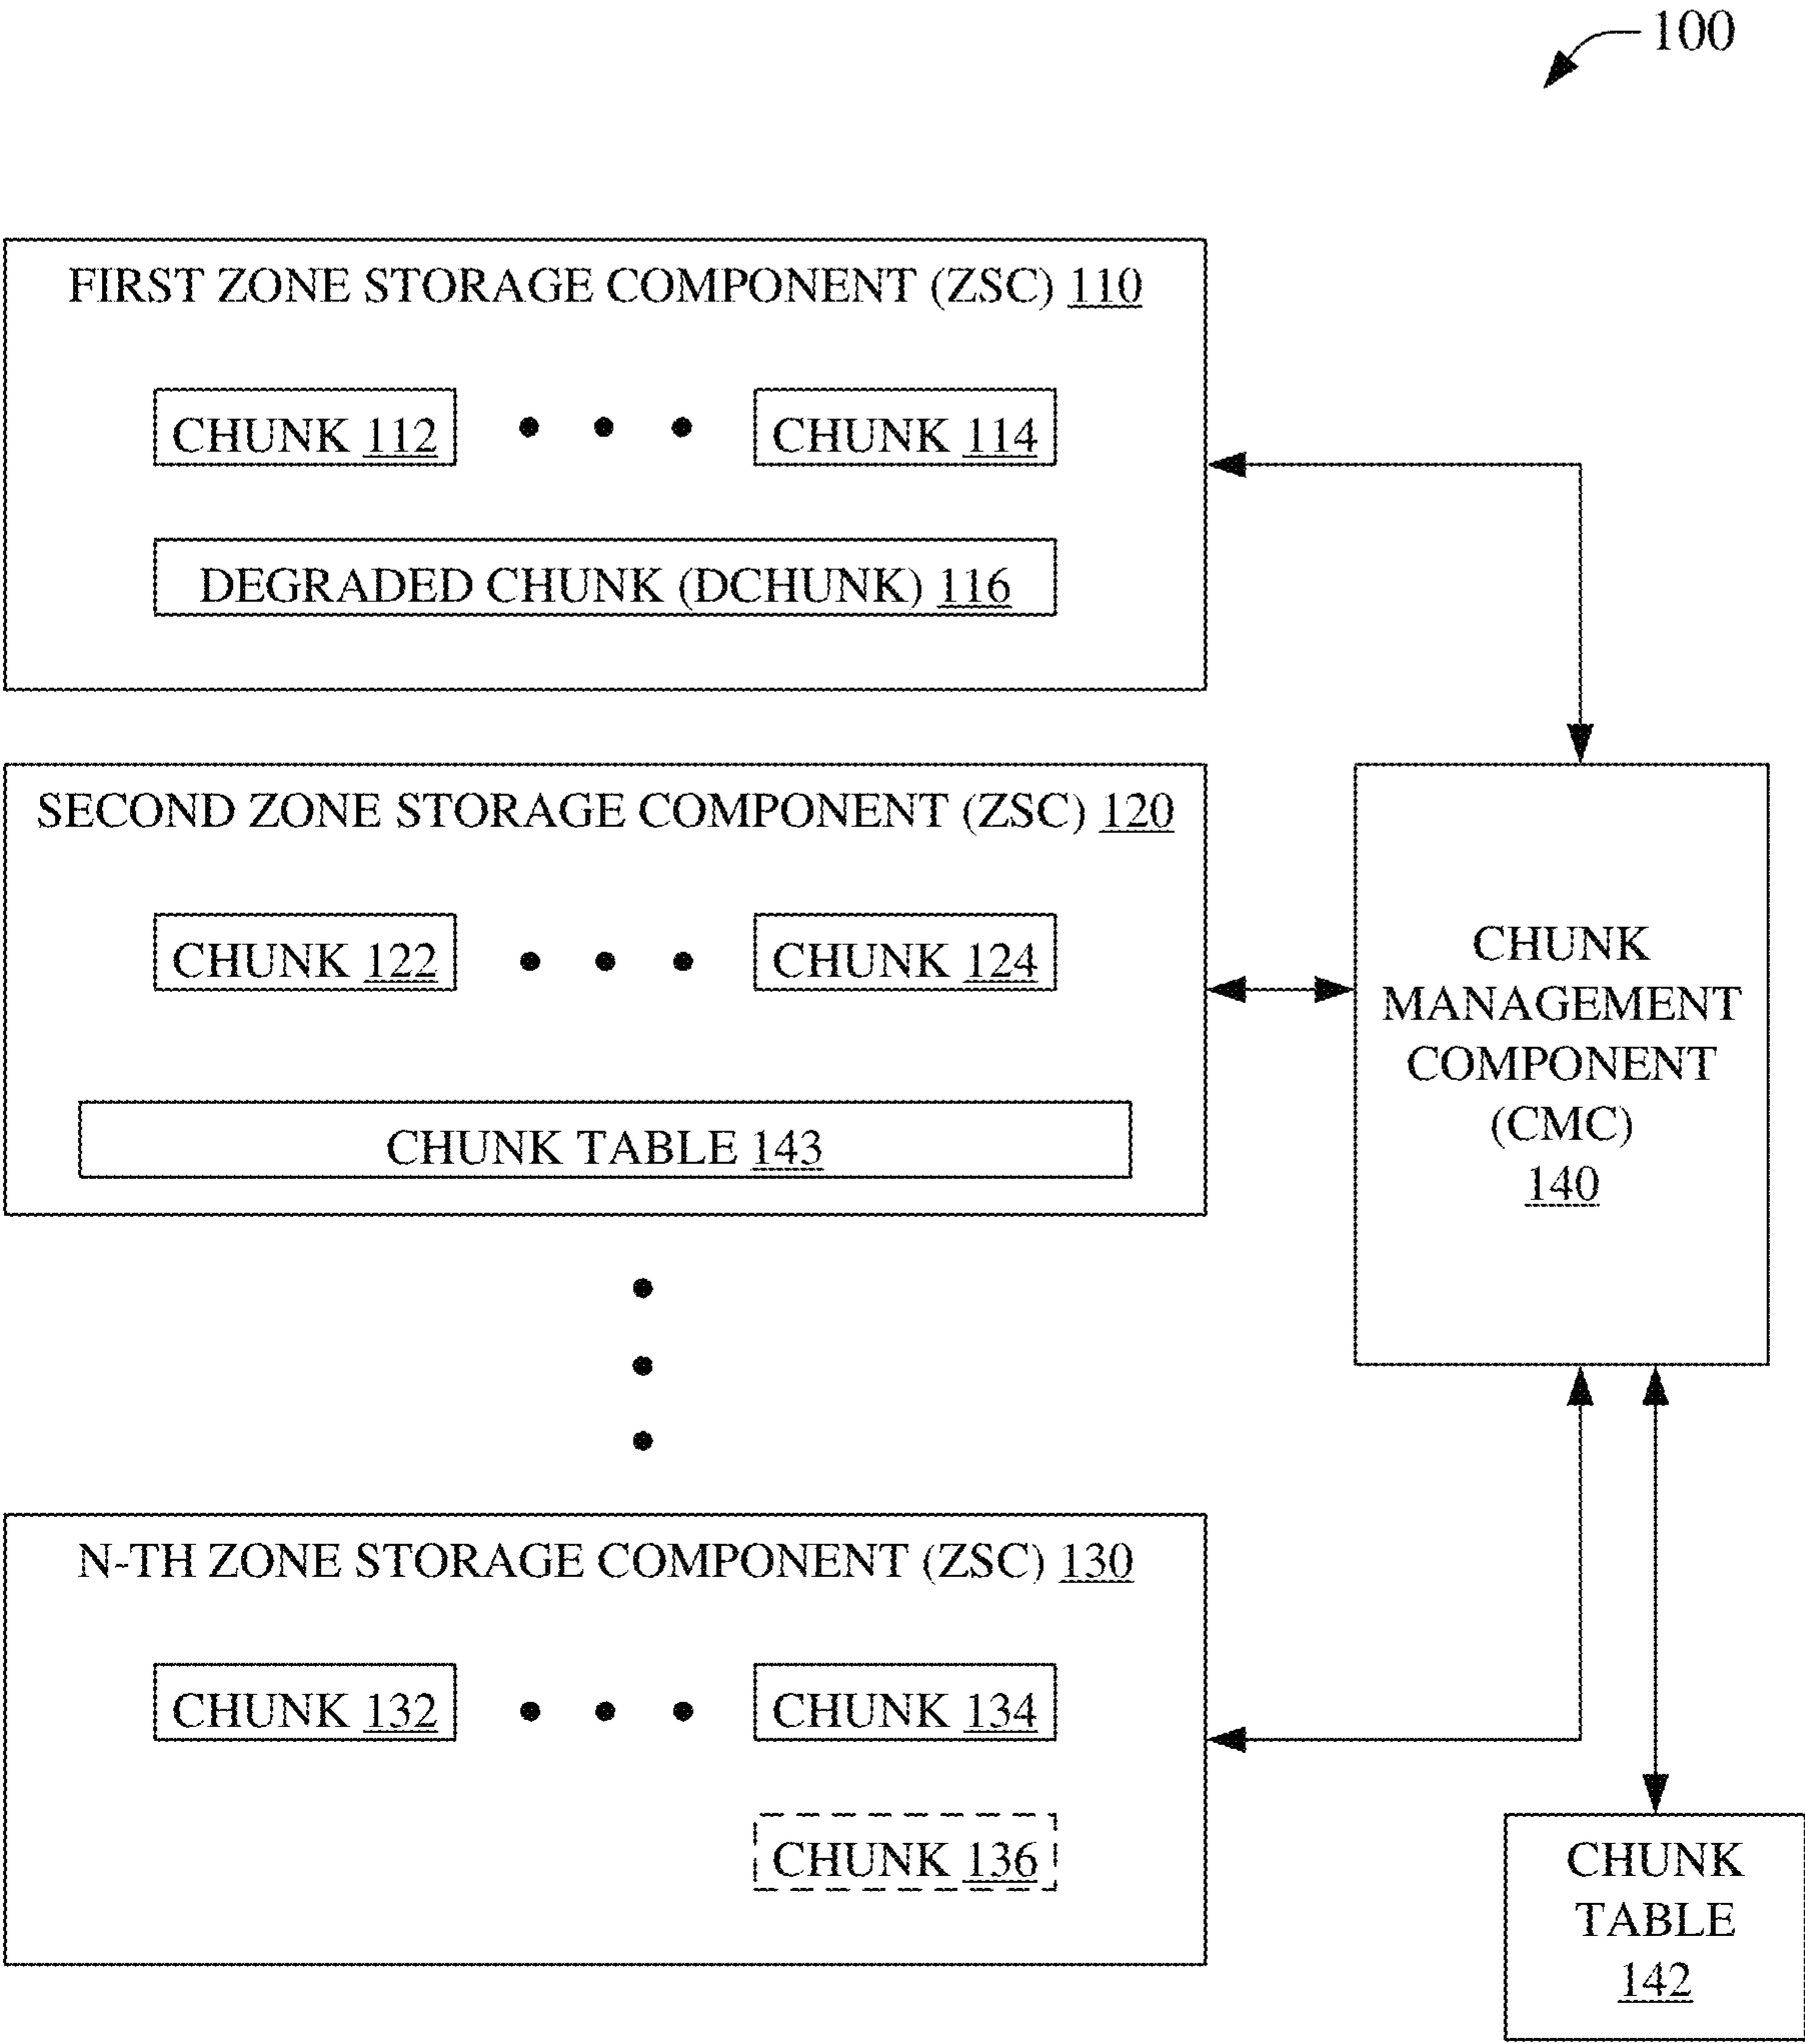 100
FIRST ZONE STORAGE COMPONENT (ZSC) 110
CHUNK 112
CHUNK 114
DEGRADED CHUNK (DCHUNK) 116
SECOND ZONE STORAGE COMPONENT (ZSC) 120
CHUNK 122
CHUNK 124
CHUNK TABLE 143
CHUNK
MANAGEMENT
COMPONENT
(CMC)
140
N-TH ZONE STORAGE COMPONENT (ZSC) 130
CHUNK 132
CHUNK 134
CHUNK 136
CHUNK
TABLE
142